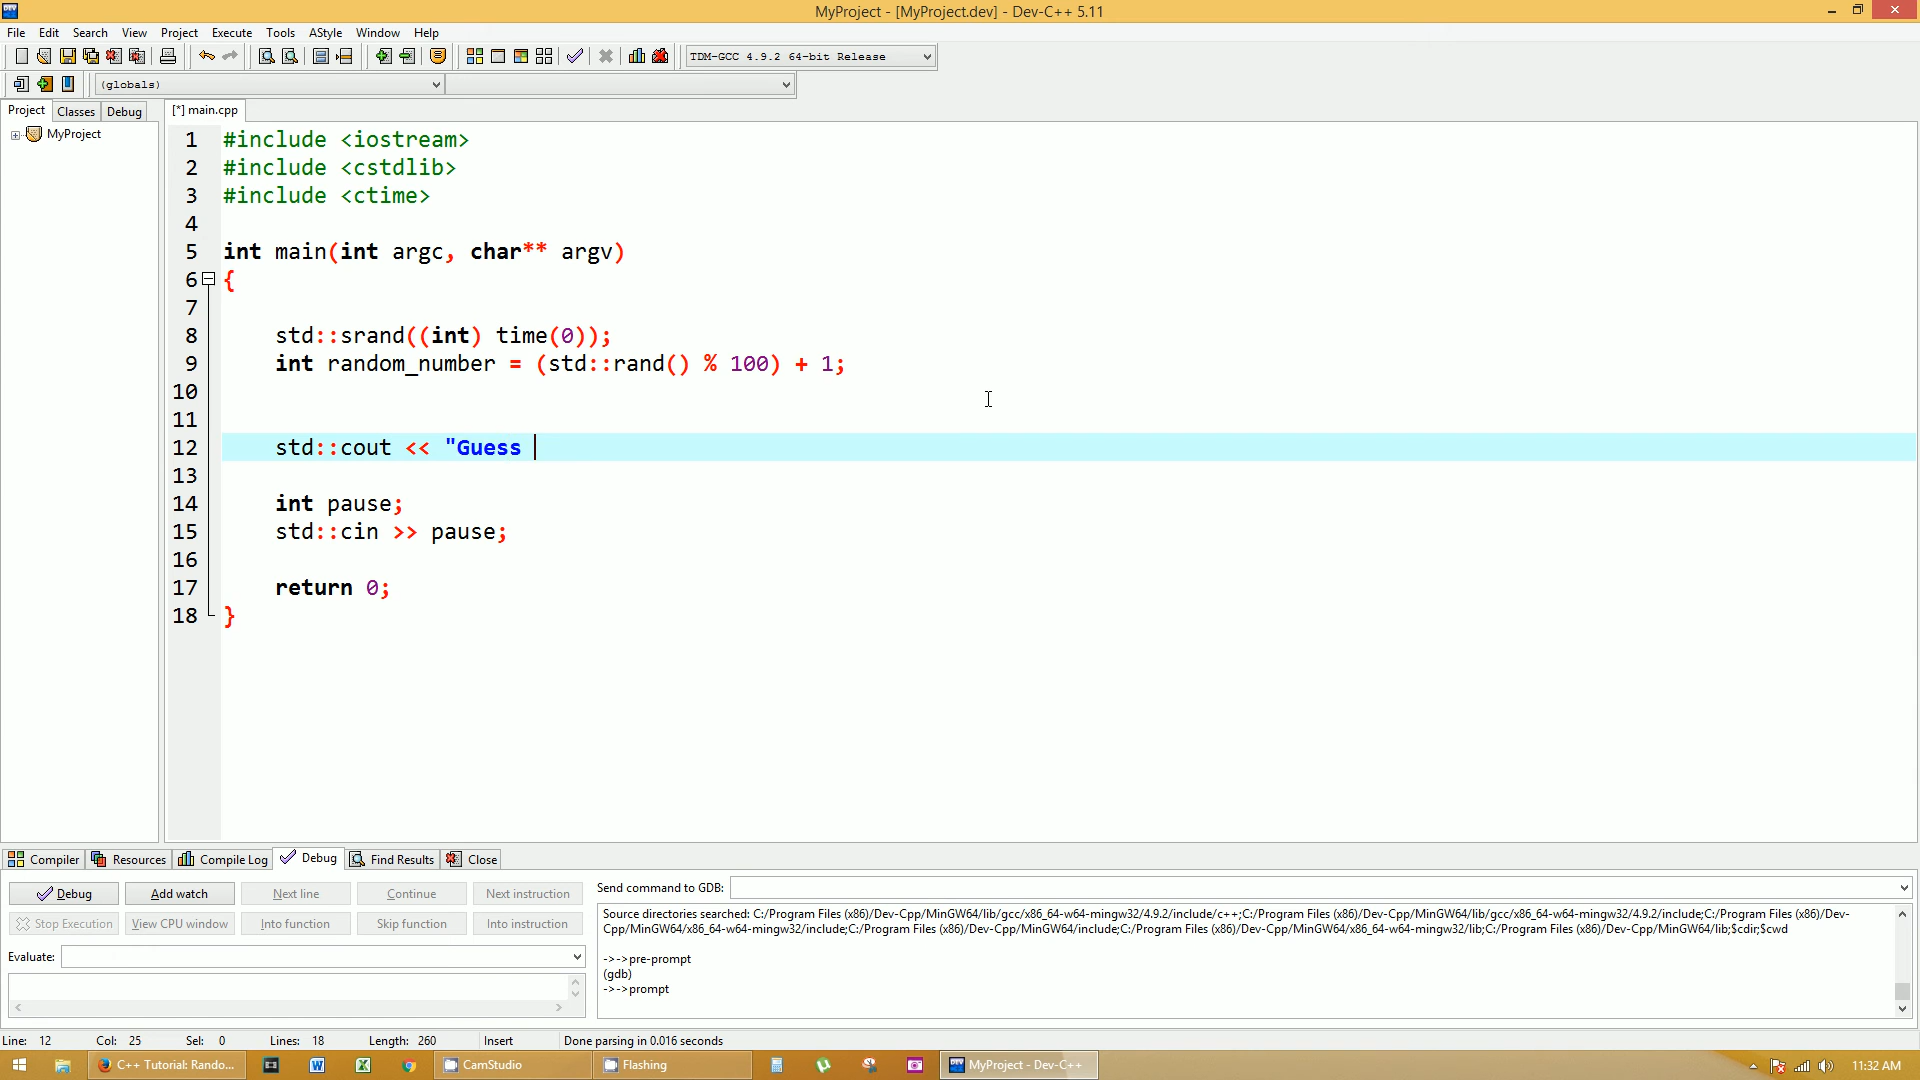 MyProject - [MyProject.dev] - Dev-C++ 5.11
File Edit Search View Project Execute Tools AStyle Window Help
TDM-GCC 4.9.2 64-bit Release
(globals)
Project Classes Debug
[*] main.cpp
MyProject
1 #include <iostream>
2 #include <cstdlib>
3 #include <ctime>
4
5 int main(int argc, char** argv)
6 {
7
8 std::srand((int) time(0));
9 int random_number = (std::rand() % 100) + 1;
10
11
12 std::cout << "Guess
13
14 int pause;
15 std::cin >> pause;
16
17 return 0;
18 }
Compiler Resources Compile Log Debug Find Results Close
Debug Add watch Next line Continue Next instruction
Stop Execution View CPU window Into function Skip function Into instruction
Evaluate:
Send command to GDB:
Source directories searched: C:/Program Files (x86)/Dev-Cpp/MinGW64/lib/gcc/x86_64-w64-mingw32/4.9.2/include/c++;C:/Program Files (x86)/Dev-Cpp/MinGW64/lib/gcc/x86_64-w64-mingw32/4.9.2/include;C:/Program Files (x86)/Dev-
Cpp/MinGW64/x86_64-w64-mingw32/include;C:/Program Files (x86)/Dev-Cpp/MinGW64/include;C:/Program Files (x86)/Dev-Cpp/MinGW64/x86_64-w64-mingw32/lib;C:/Program Files (x86)/Dev-Cpp/MinGW64/lib;$cdir;$cwd
->->pre-prompt
(gdb)
->->prompt
Line: 12 Col: 25 Sel: 0 Lines: 18 Length: 260 Insert Done parsing in 0.016 seconds
C++ Tutorial: Rando... CamStudio Flashing MyProject - Dev-C++ 11:32 AM